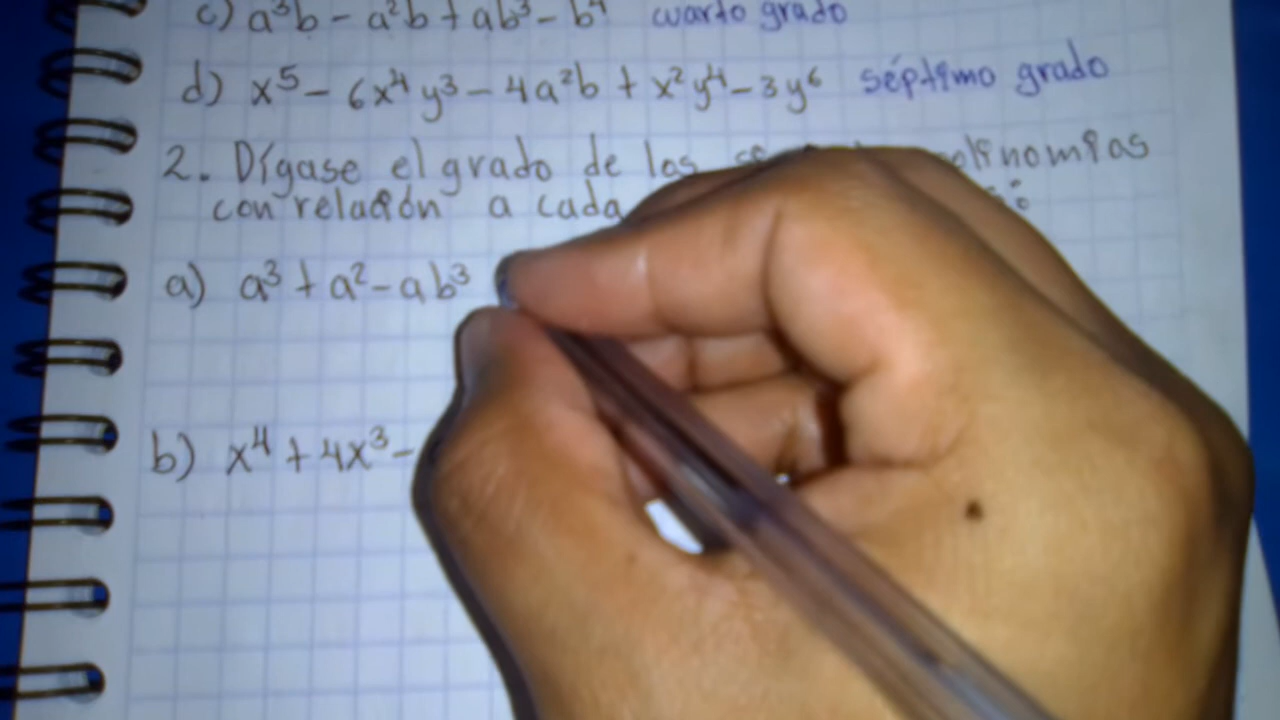 c) a³b - a²b + ab³ - b⁴ cuarto grado
d) x⁵ - 6x⁴y³ - 4a²b + x²y⁴ - 3y⁶ séptimo grado
2. Dígase el grado de los
con relación a cada
a) a³ + a² - ab³
b) x⁴ + 4x³ -